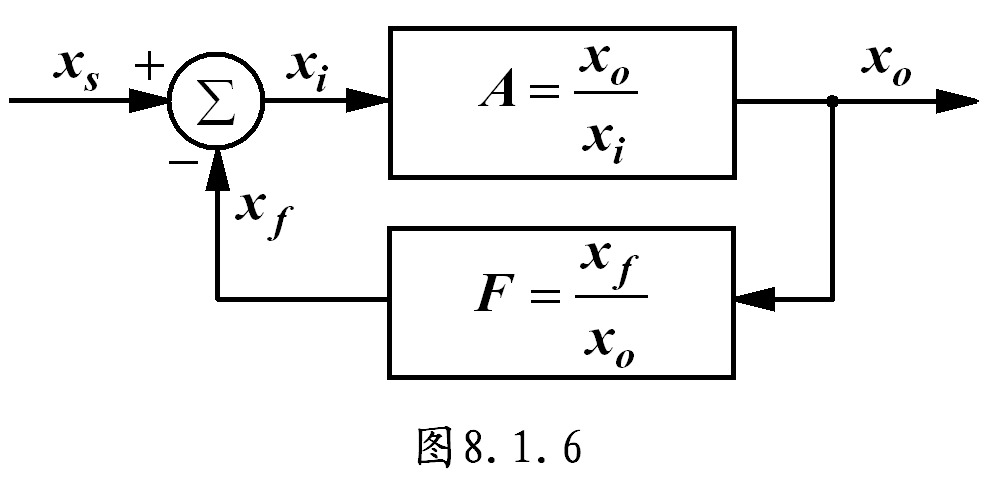 x_s + Σ x_i A = x_o / x_i x_o
− x_f F = x_f / x_o
图8.1.6